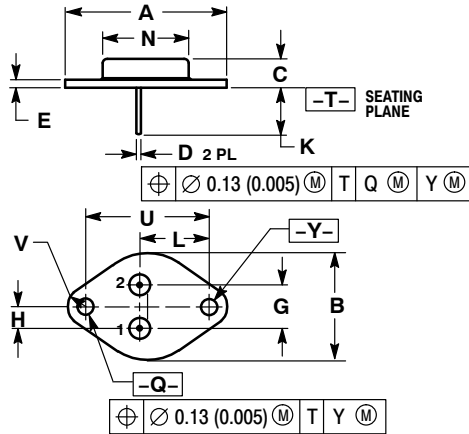 A
N
C
E
–T– SEATING PLANE
K
D 2 PL
⌖ ∅ 0.13 (0.005) Ⓜ T Q Ⓜ Y Ⓜ
U
V
L
–Y–
2
H
G
B
1
–Q–
⌖ ∅ 0.13 (0.005) Ⓜ T Y Ⓜ